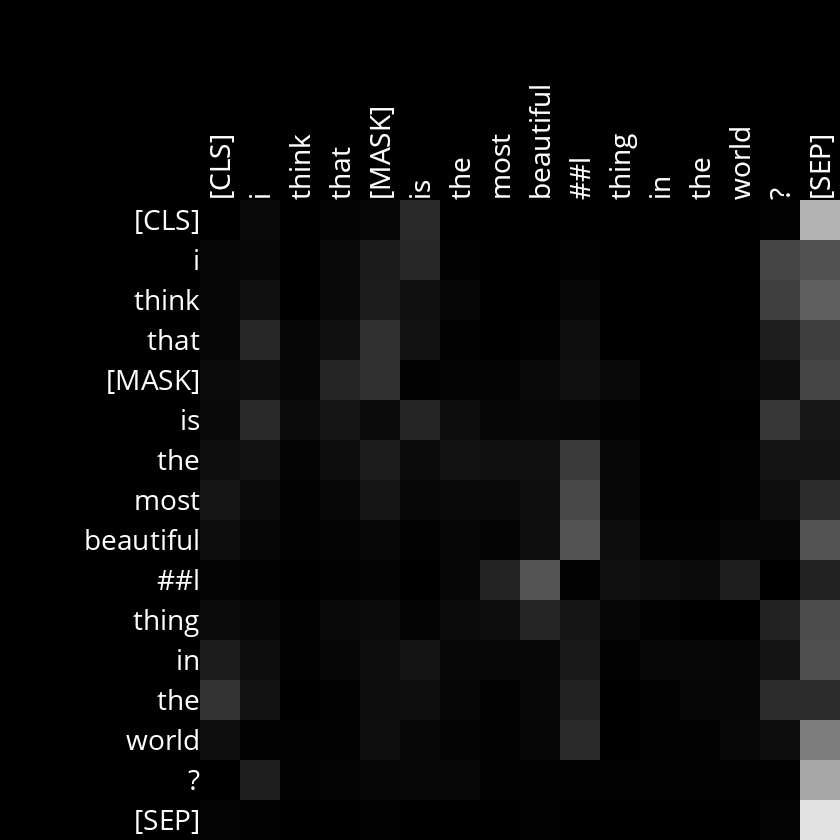 [CLS] i think that [MASK] is the most beautiful ##l thing in the world ? [SEP]
[CLS]
i
think
that
[MASK]
is
the
most
beautiful
##l
thing
in
the
world
?
[SEP]